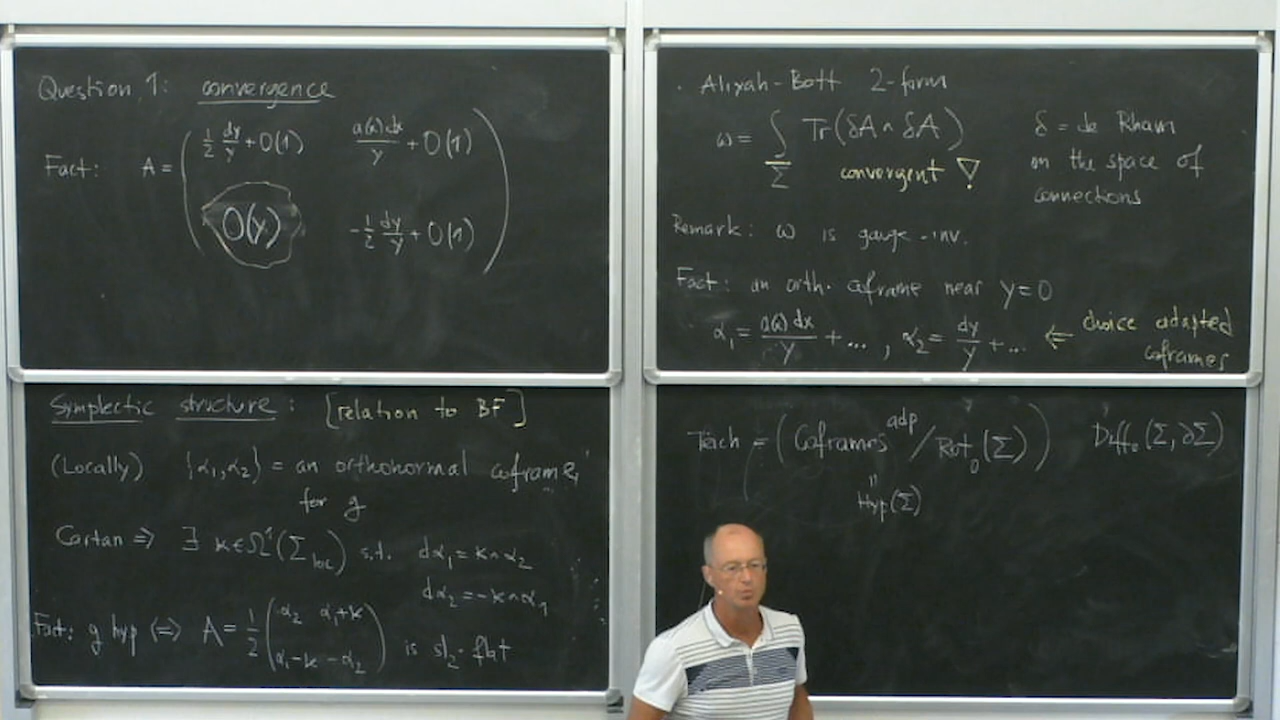 Question 1: convergence
Fact: A = ( ½ dy/y + O(1)    a(x)dx/y + O(1)
O(y)    -½ dy/y + O(1) )
Symplectic structure: [relation to BF]
(Locally) {α₁, α₂} = an orthonormal coframe
for g
Cartan ⇒ ∃ κ ∈ Ω¹(Σ_loc) s.t. dα₁ = κ∧α₂
dα₂ = -κ∧α₁
Fact: g hyp ⇔ A = ½ ( α₂  α₁+κ
α₁-κ  -α₂ ) is sl₂-flat
· Atiyah-Bott 2-form
ω = ∫_Σ Tr(δA ∧ δA)    δ = de Rham
convergent !    on the space of
connections
Remark: ω is gauge-inv.
Fact: an orth. coframe near y=0
α₁ = a(x)dx/y + ..., α₂ = dy/y + ... ⇐ choice adapted
coframes
Teich = (Coframes^adp / Rot₀(Σ))    Diff₀(Σ,∂Σ)
"
Hyp(Σ)